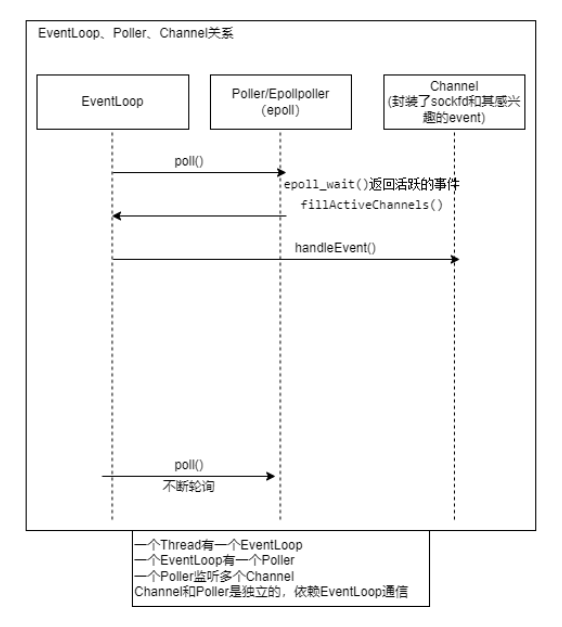 EventLoop、Poller、Channel关系
EventLoop
Poller/Epollpoller
(epoll)
Channel
(封装了sockfd和其感兴
趣的event)
poll()
epoll_wait()返回活跃的事件
fillActiveChannels()
handleEvent()
poll()
不断轮询
一个Thread有一个EventLoop
一个EventLoop有一个Poller
一个Poller监听多个Channel
Channel和Poller是独立的，依赖EventLoop通信